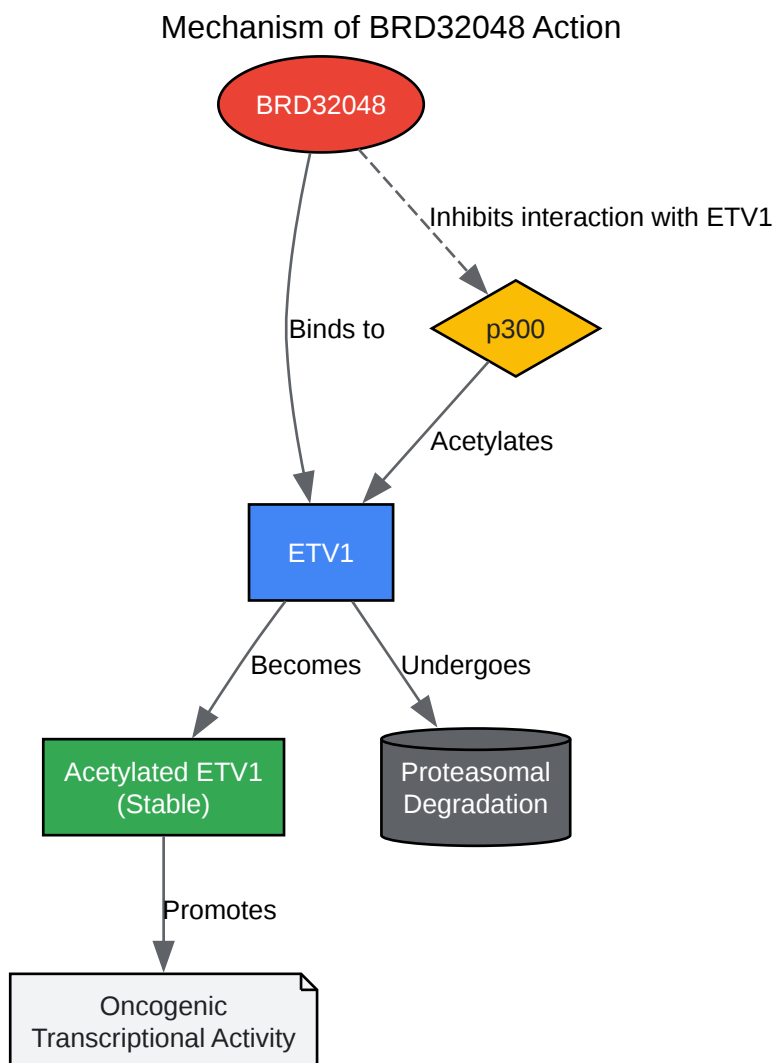 Mechanism of BRD32048 Action
BRD32048
Inhibits interaction with ETV1
Binds to
p300
Acetylates
ETV1
Becomes
Undergoes
Acetylated ETV1
(Stable)
Proteasomal
Degradation
Promotes
Oncogenic
Transcriptional Activity